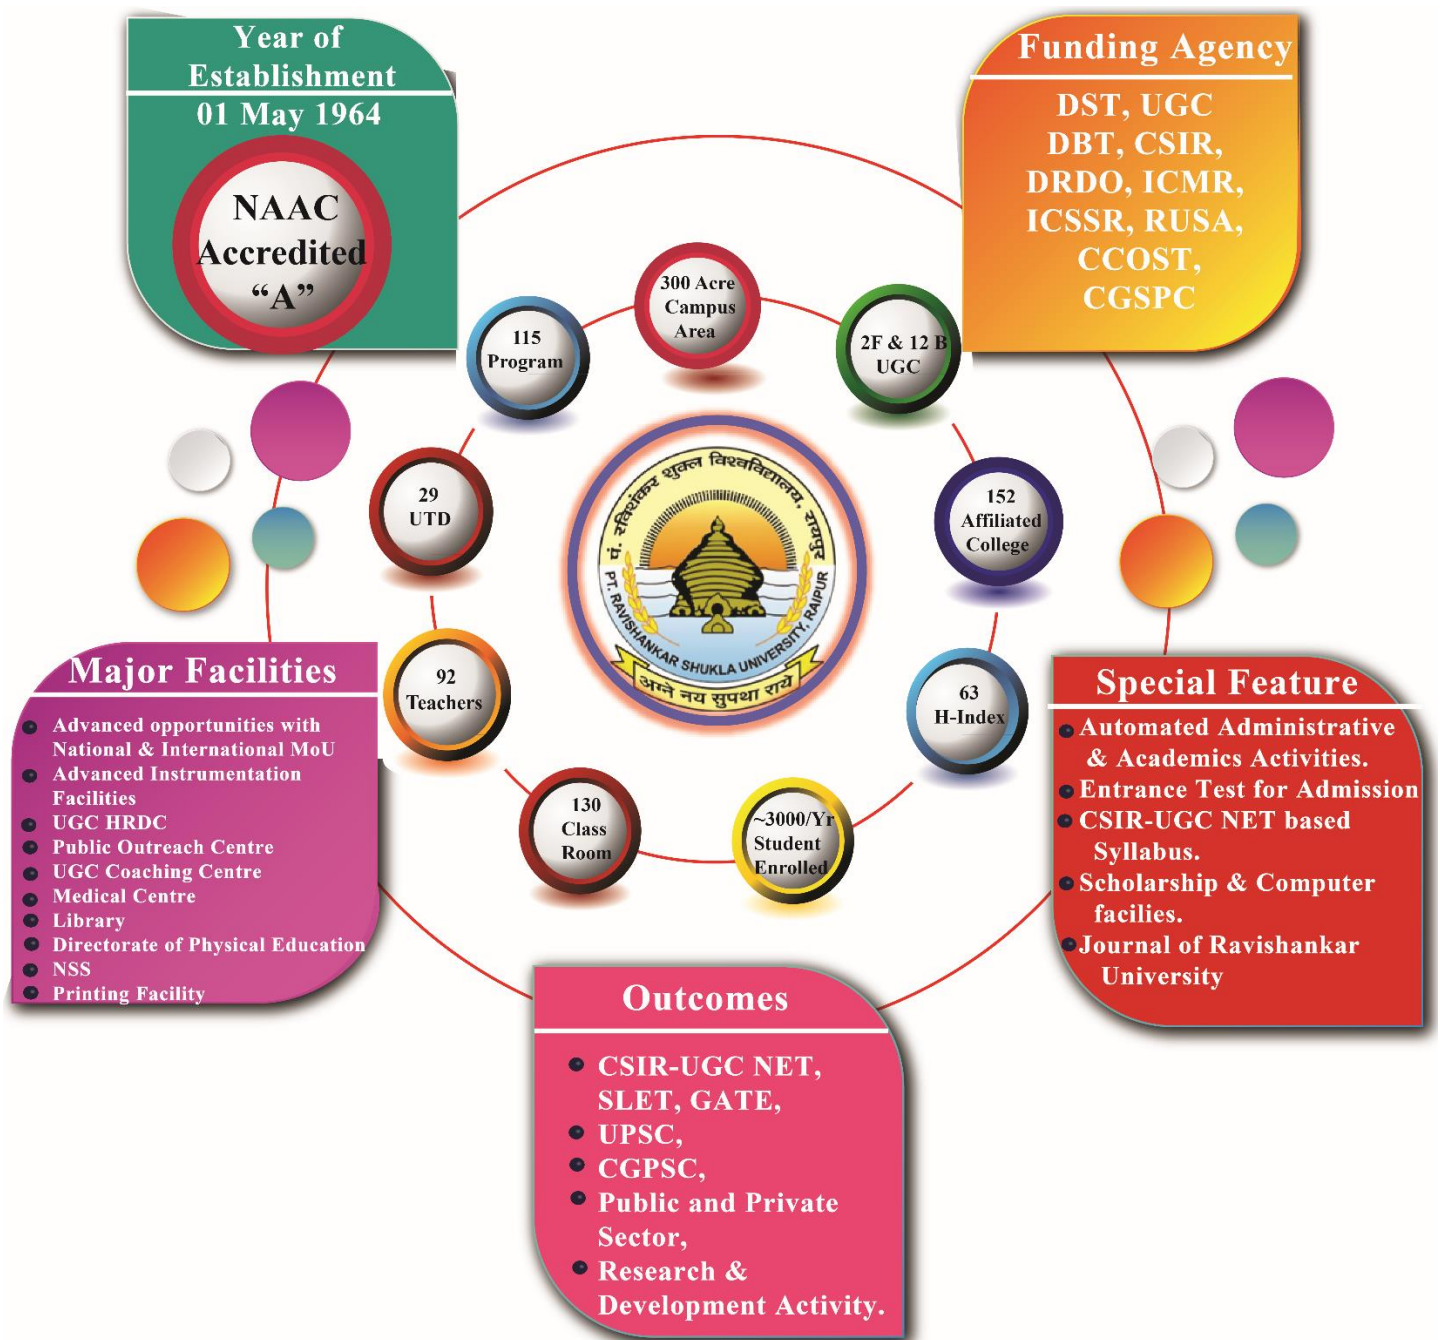 Year of
Establishment
01 May 1964
NAAC
Accredited
“A”
Funding Agency
DST, UGC
DBT, CSIR,
DRDO, ICMR,
ICSSR, RUSA,
CCOST,
CGSPC
115
Program
300 Acre
Campus
Area
2F & 12 B
UGC
29
UTD
152
Affiliated
College
92
Teachers
63
H-Index
130
Class
Room
~3000/Yr
Student
Enrolled
पं. रविशंकर शुक्ल विश्वविद्यालय, रायपुर
PT. RAVISHANKAR SHUKLA UNIVERSITY, RAIPUR
अग्ने नय सुपथा राये
Major Facilities
Advanced opportunities with
National & International MoU
Advanced Instrumentation
Facilities
UGC HRDC
Public Outreach Centre
UGC Coaching Centre
Medical Centre
Library
Directorate of Physical Education
NSS
Printing Facility
Special Feature
Automated Administrative
& Academics Activities.
Entrance Test for Admission
CSIR-UGC NET based
Syllabus.
Scholarship & Computer
facilies.
Journal of Ravishankar
University
Outcomes
CSIR-UGC NET,
SLET, GATE,
UPSC,
CGPSC,
Public and Private
Sector,
Research &
Development Activity.